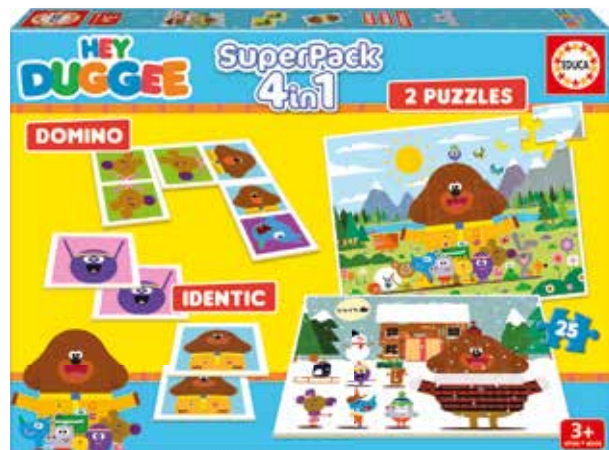 HEY
DUGGEE
SuperPack
4in1
EDUCA
2 PUZZLES
DOMINO
IDENTIC
25
3+